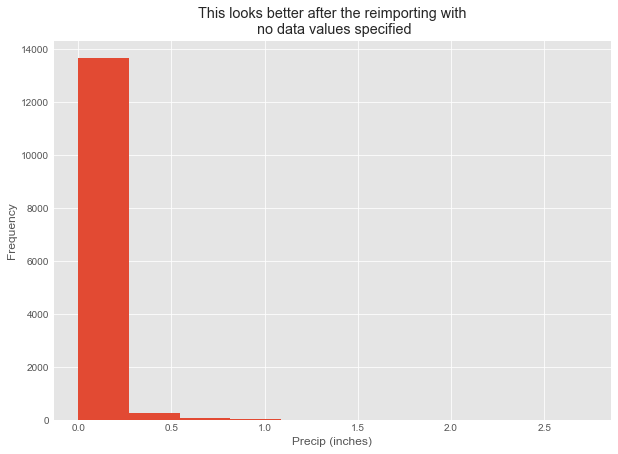 This looks better after the reimporting with
no data values specified
14000
12000
10000
8000
6000
4000
2000
0
Frequency
0.0 0.5 1.0 1.5 2.0 2.5
Precip (inches)